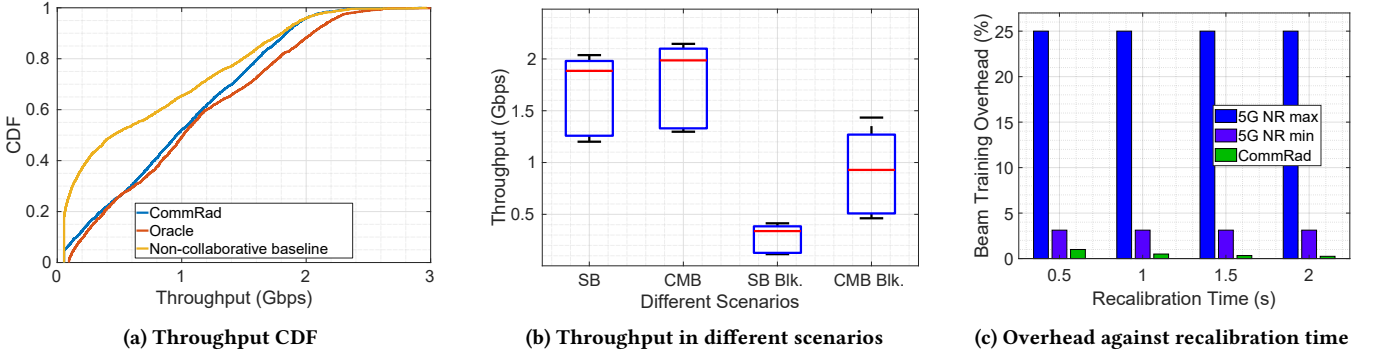 1
0.8
0.6
0.4
0.2
0
CDF
0
1
2
3
CommRad
Oracle
Non-collaborative baseline
Throughput (Gbps)
(a) Throughput CDF
2
1.5
1
0.5
Throughput (Gbps)
SB
CMB
SB Blk.
CMB Blk.
Different Scenarios
(b) Throughput in different scenarios
25
20
15
10
5
0
Beam Training Overhead (%)
5G NR max
5G NR min
CommRad
0.5
1
1.5
2
Recalibration Time (s)
(c) Overhead against recalibration time